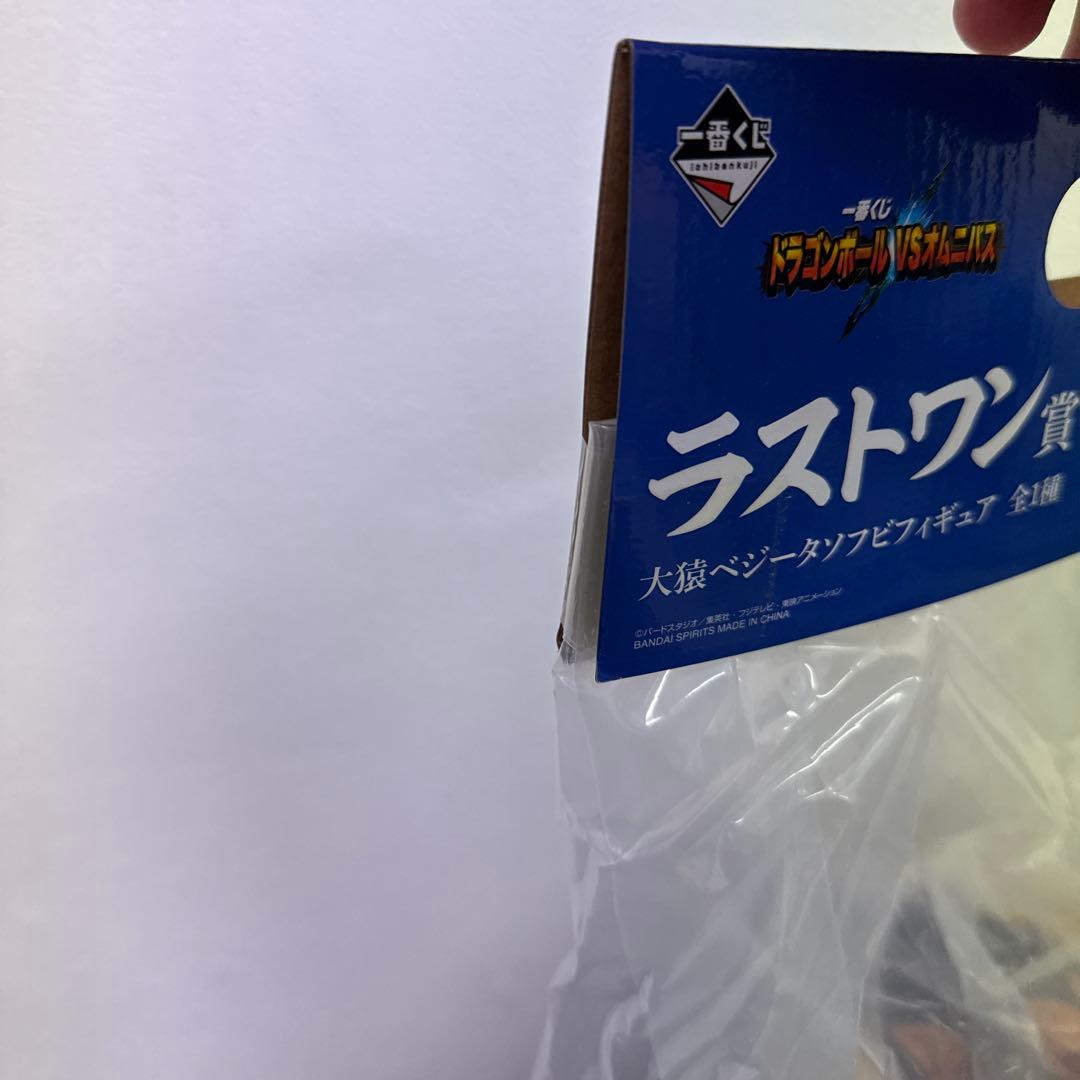 一番くじ
ichibankuji
一番くじ
ドラゴンボール VSオムニバス
ラストワン賞
大猿ベジータソフビフィギュア 全1種
©バードスタジオ／集英社・フジテレビ・東映アニメーション
BANDAI SPIRITS MADE IN CHINA